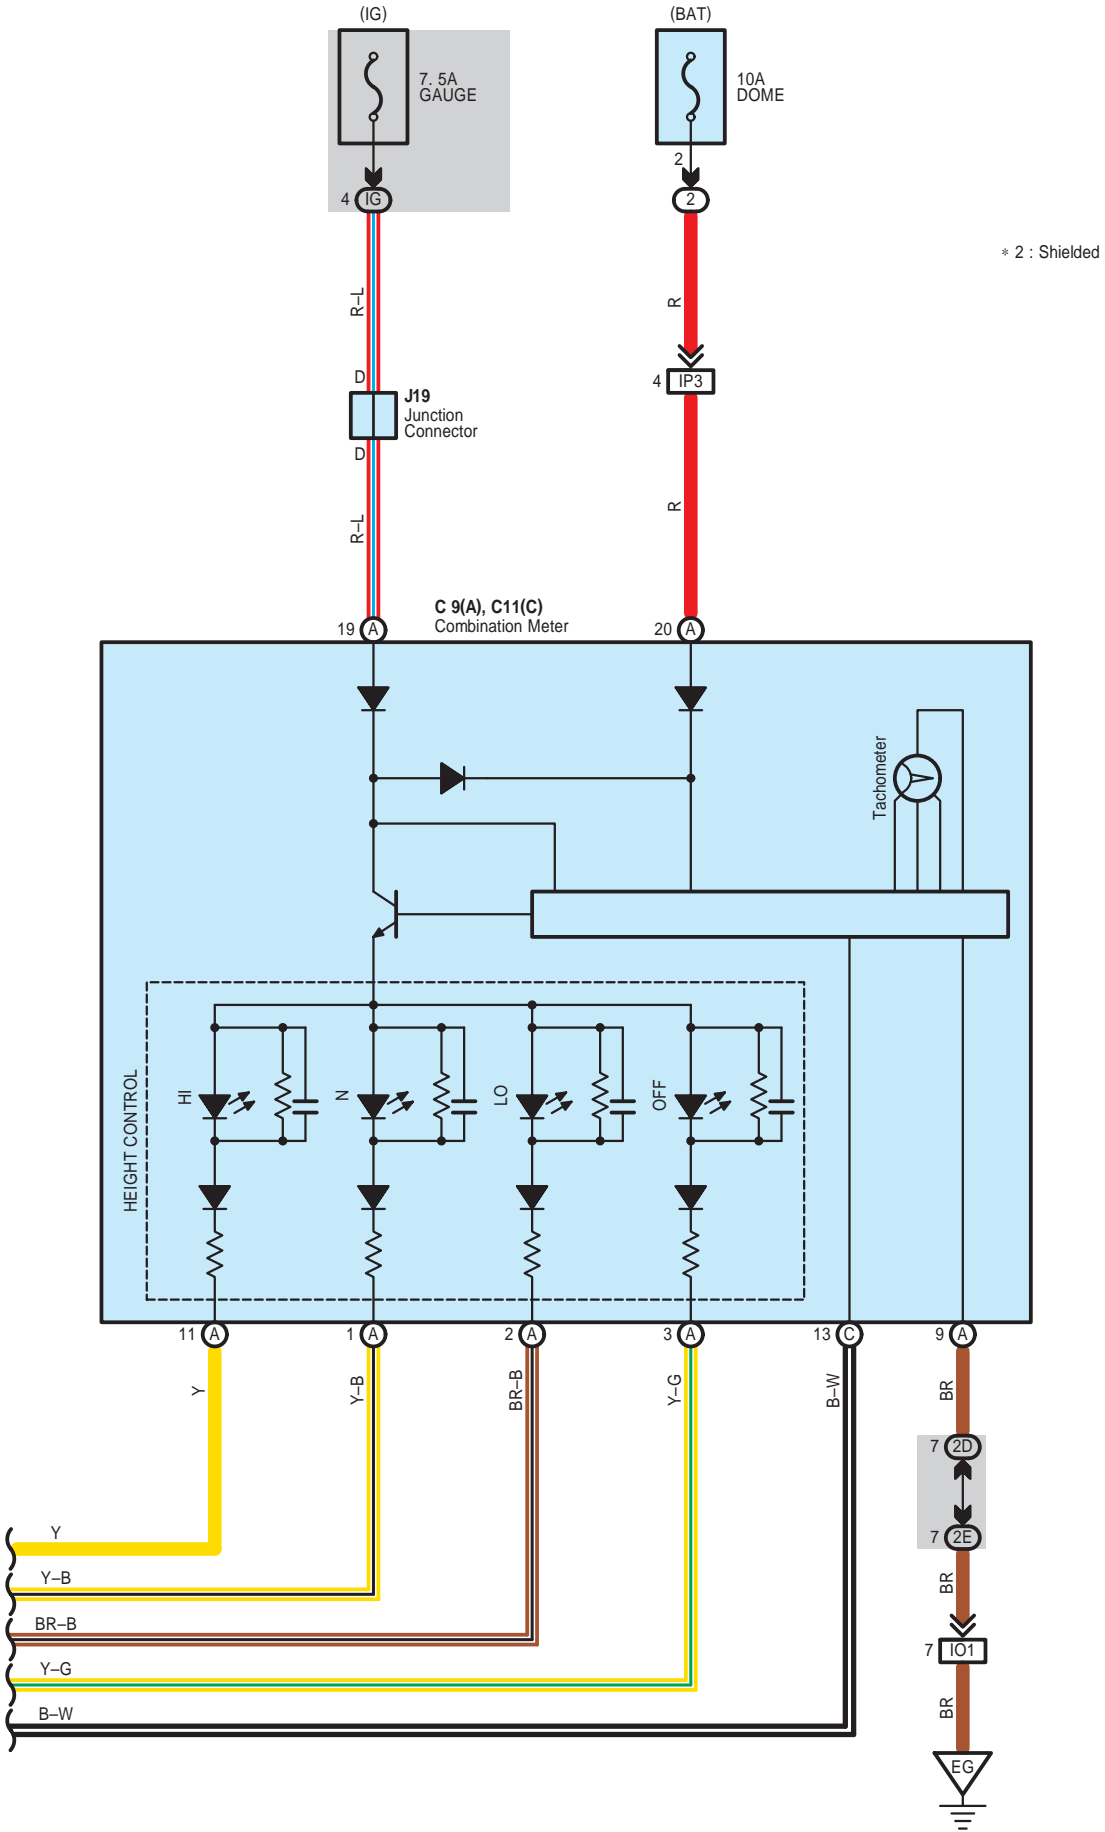 (IG)
(BAT)
7. 5A
GAUGE
10A
DOME
2
4 IG
2
* 2 : Shielded
R–L
R
D
4 IP3
J19
Junction
Connector
D
R–L
R
C 9(A), C11(C)
Combination Meter
19 A
20 A
Tachometer
HEIGHT CONTROL
HI
N
LO
OFF
11 A
1 A
2 A
3 A
13 C
9 A
Y
Y–B
BR–B
Y–G
B–W
BR
7 2D
7 2E
Y
Y–B
BR
BR–B
7 IO1
Y–G
B–W
BR
EG